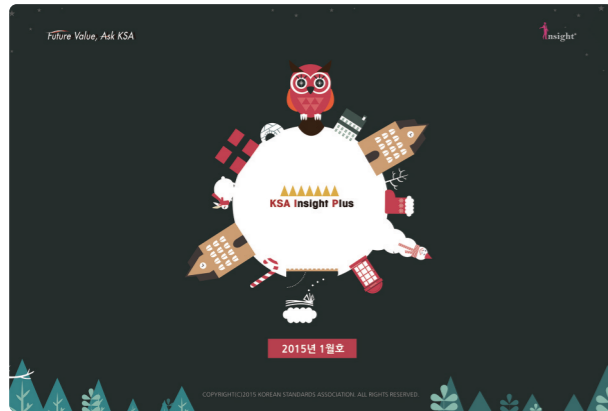 Future Value, Ask KSA
Insight
KSA Insight Plus
2015년 1월호
COPYRIGHT(C)2015 KOREAN STANDARDS ASSOCIATION. ALL RIGHTS RESERVED.